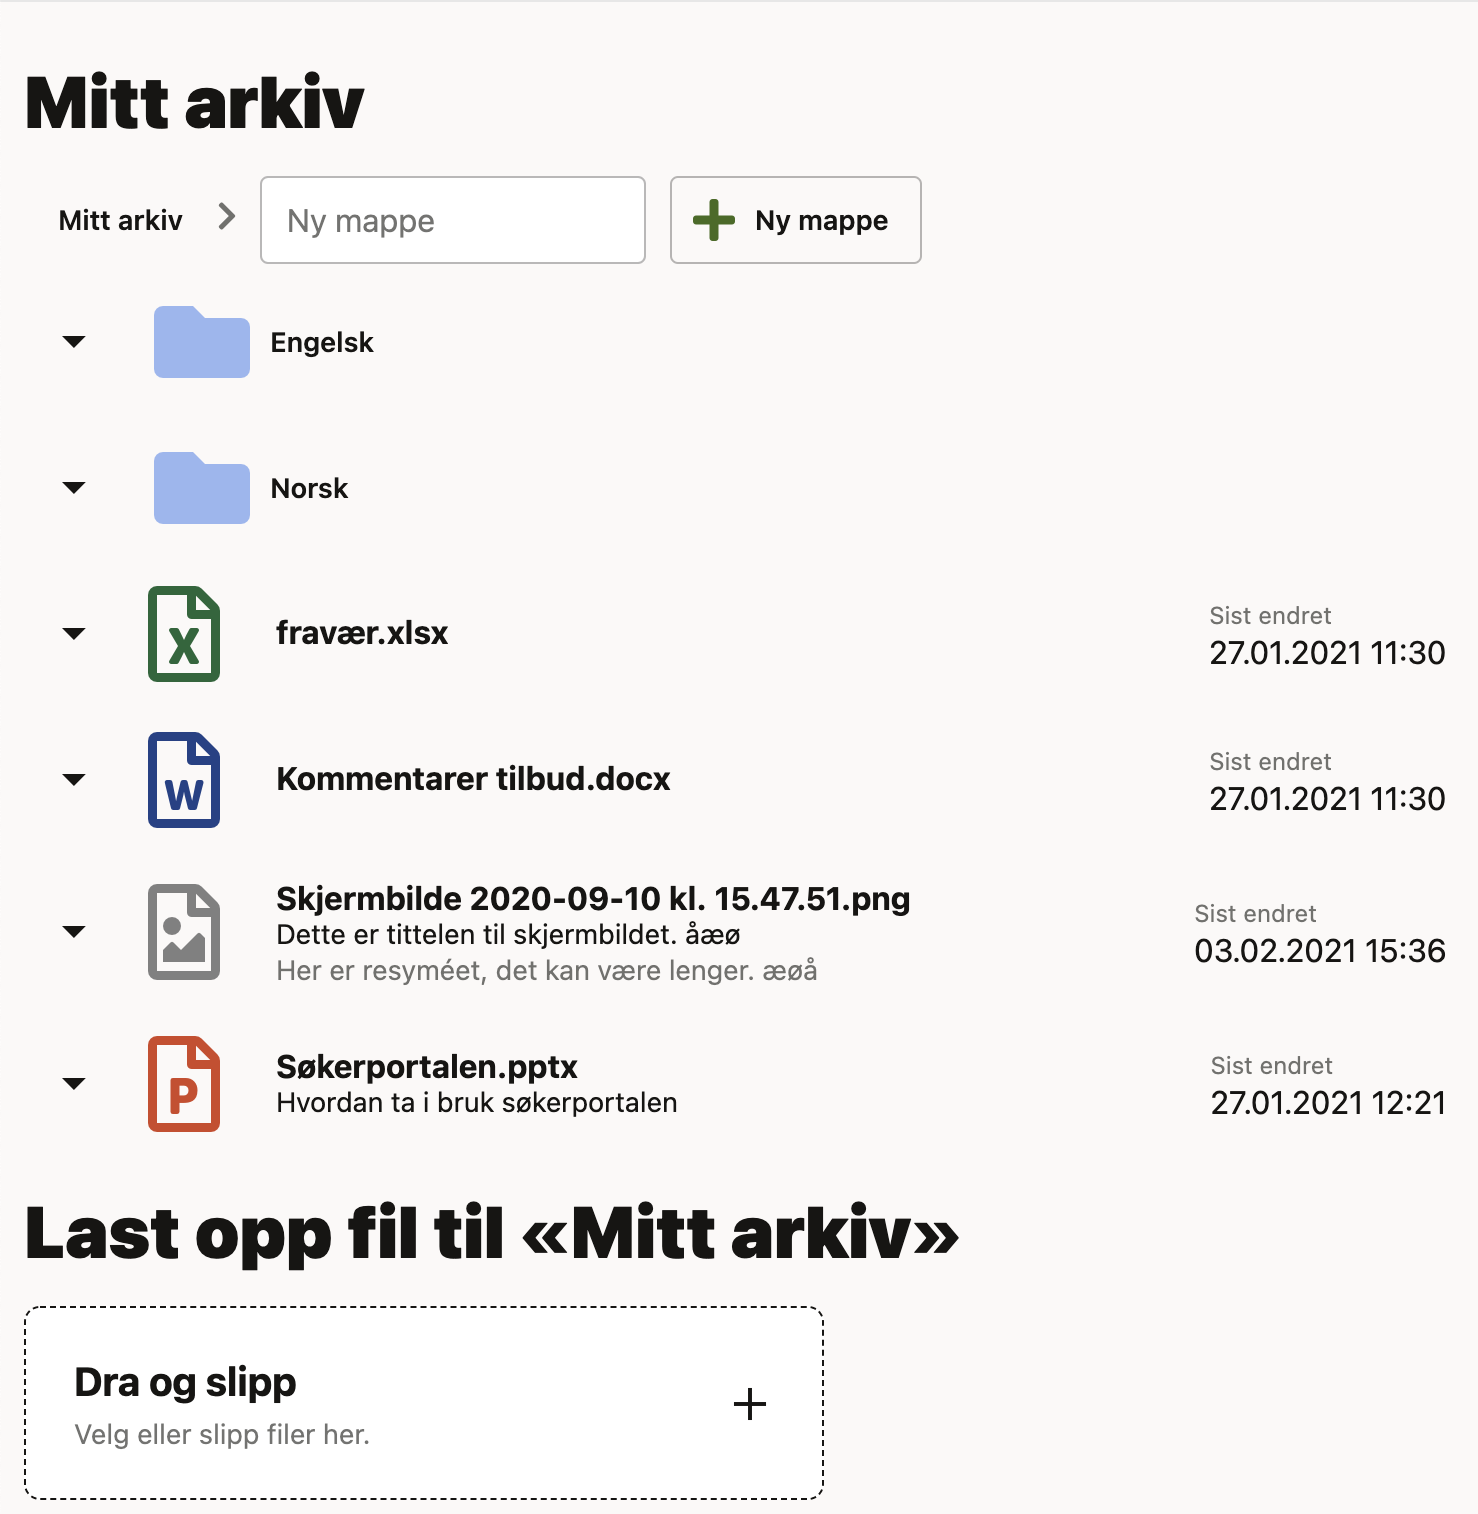 Mitt arkiv
Mitt arkiv
Ny mappe
Ny mappe
Engelsk
Norsk
fravær.xlsx
Sist endret
27.01.2021 11:30
Kommentarer tilbud.docx
Sist endret
27.01.2021 11:30
Skjermbilde 2020-09-10 kl. 15.47.51.png
Dette er tittelen til skjermbildet. åæø
Her er resyméet, det kan være lenger. æøå
Sist endret
03.02.2021 15:36
Søkerportalen.pptx
Hvordan ta i bruk søkerportalen
Sist endret
27.01.2021 12:21
Last opp fil til «Mitt arkiv»
Dra og slipp
Velg eller slipp filer her.